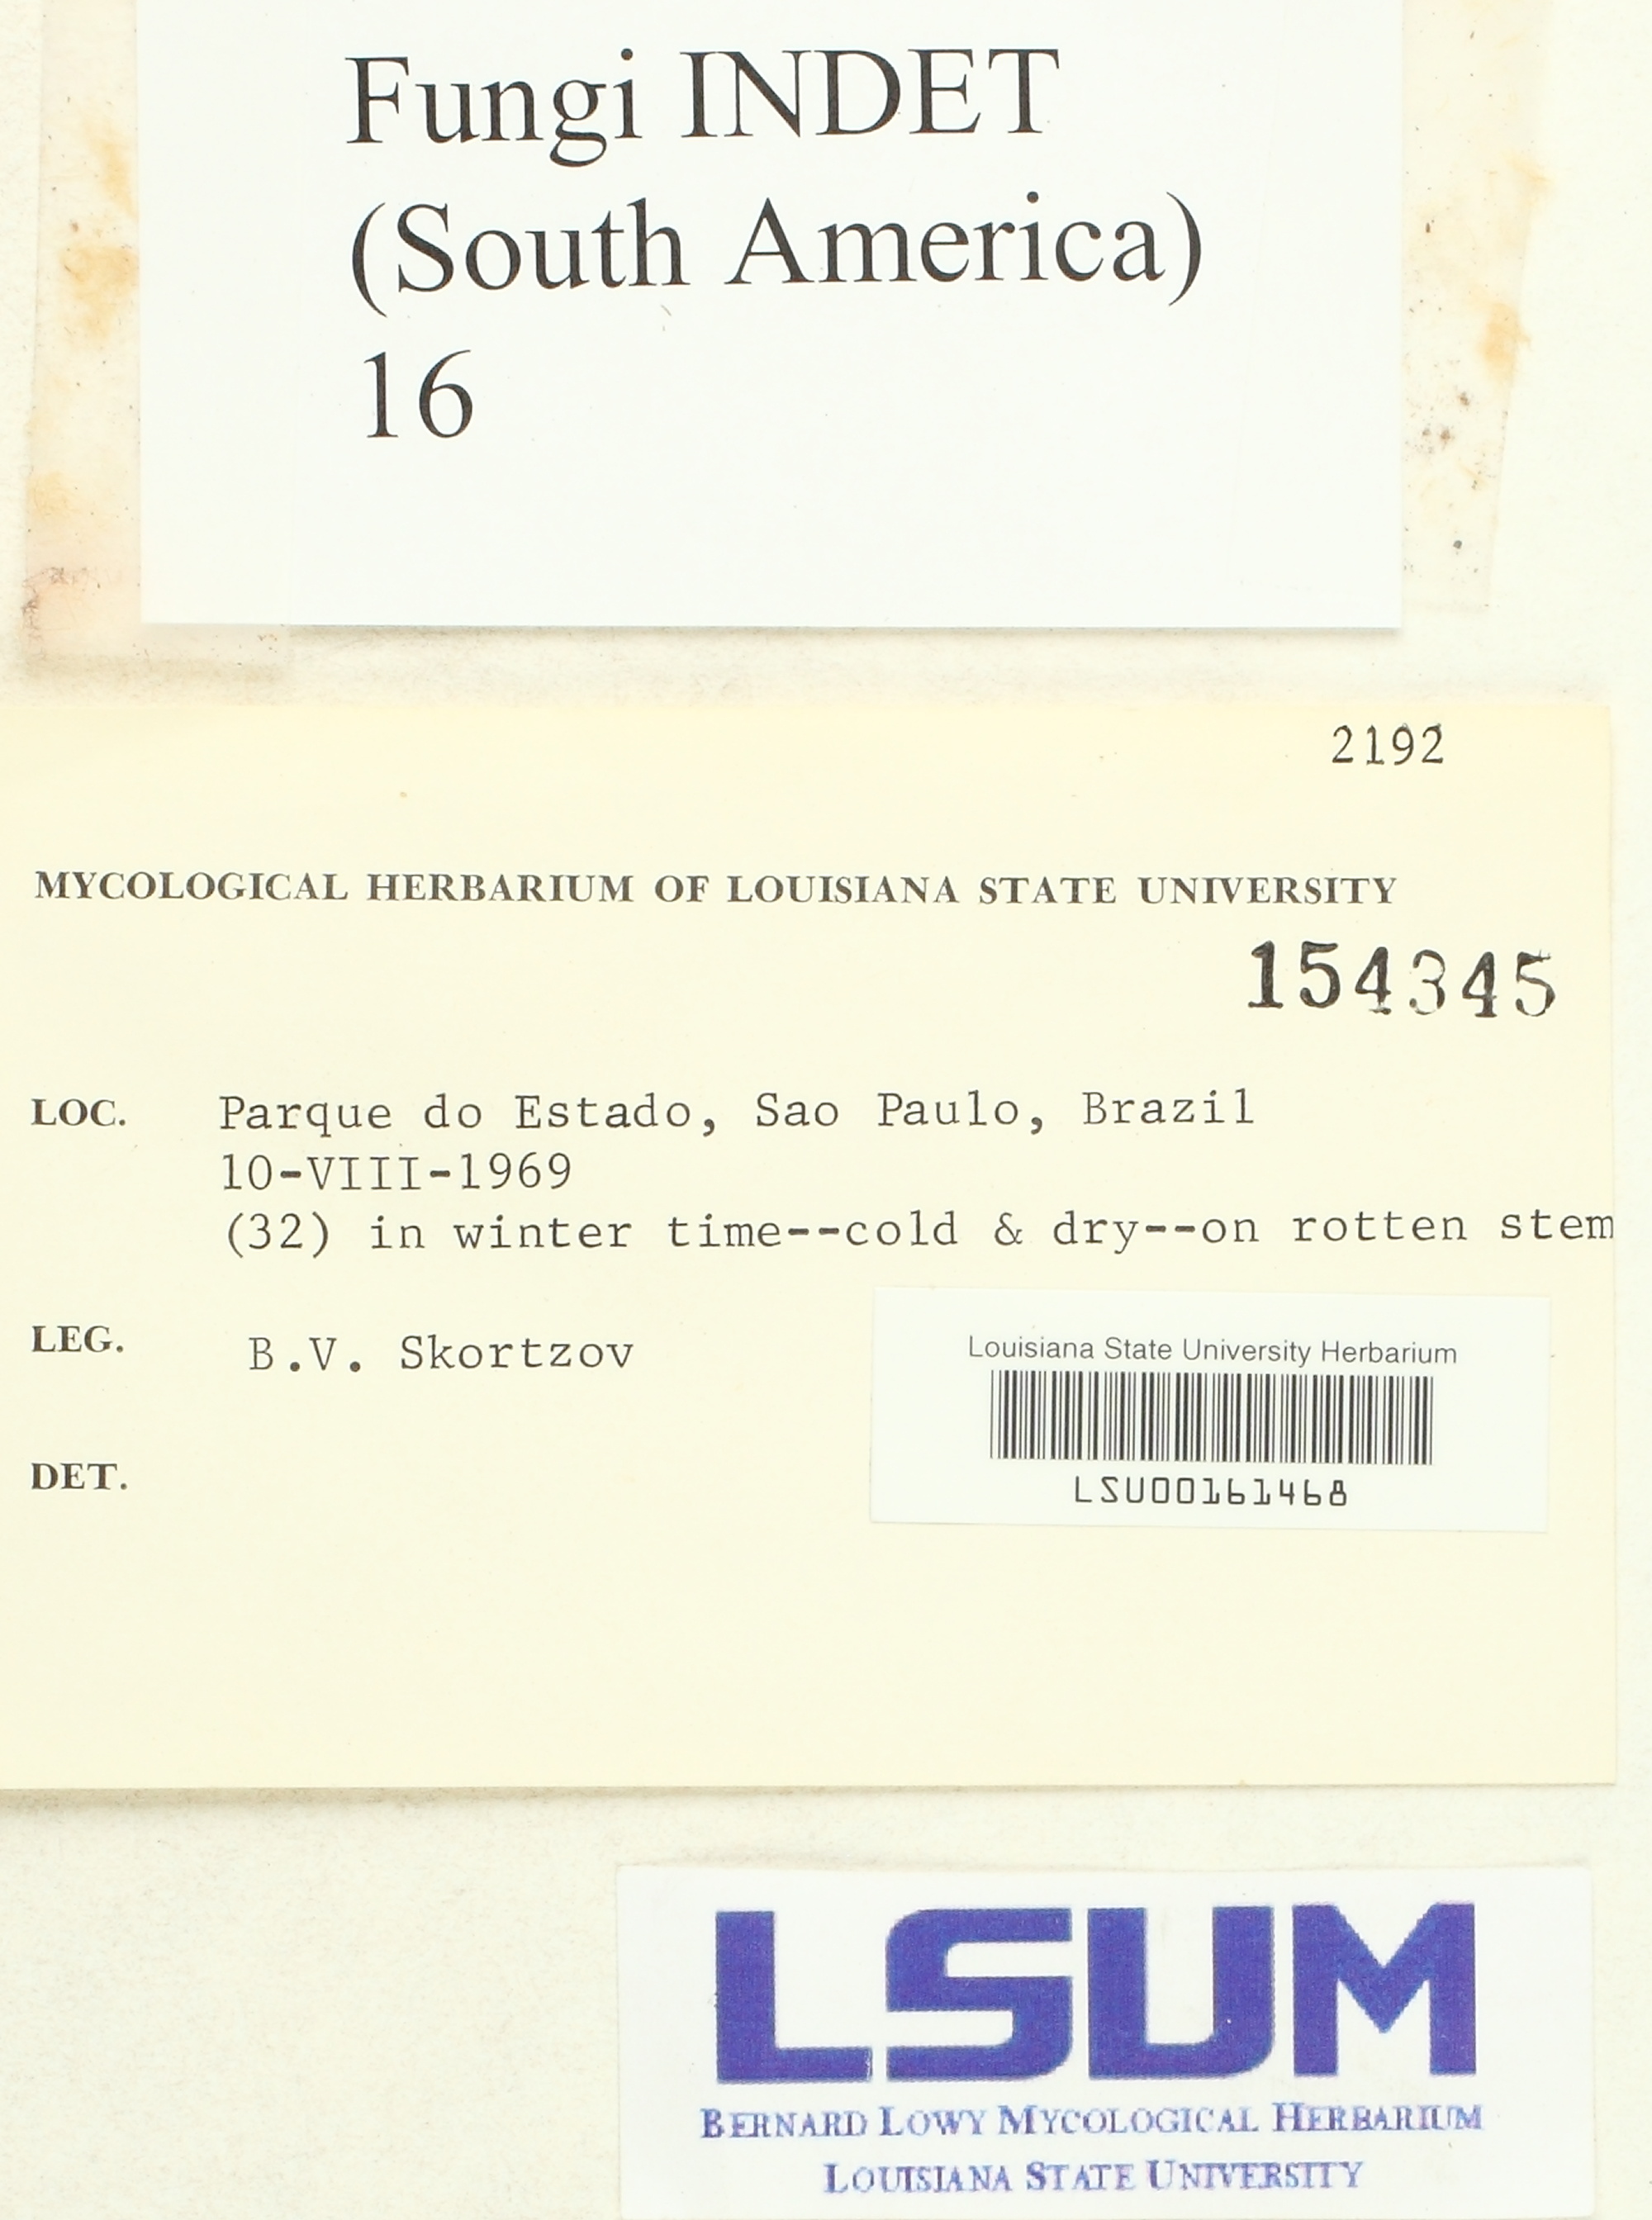 Fungi INDET
(South America)
16
2192
MYCOLOGICAL HERBARIUM OF LOUISIANA STATE UNIVERSITY
154345
LOC. Parque do Estado, Sao Paulo, Brazil
10-VIII-1969
(32) in winter time--cold & dry--on rotten stem
LEG. B.V. Skortzov
Louisiana State University Herbarium
LSU00161468
DET.
LSUM
BERNARD LOWY MYCOLOGICAL HERBARIUM
LOUISIANA STATE UNIVERSITY